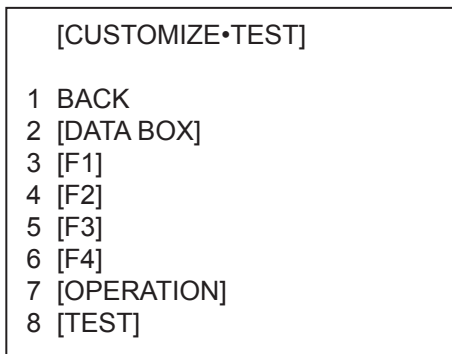 [CUSTOMIZE•TEST]
1 BACK
2 [DATA BOX]
3 [F1]
4 [F2]
5 [F3]
6 [F4]
7 [OPERATION]
8 [TEST]